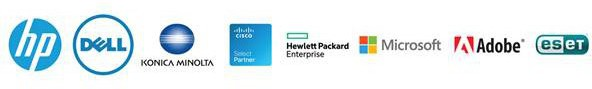 hp
DELL
KONICA MINOLTA
cisco
Select
Partner
Hewlett Packard
Enterprise
Microsoft
Adobe®
eseT